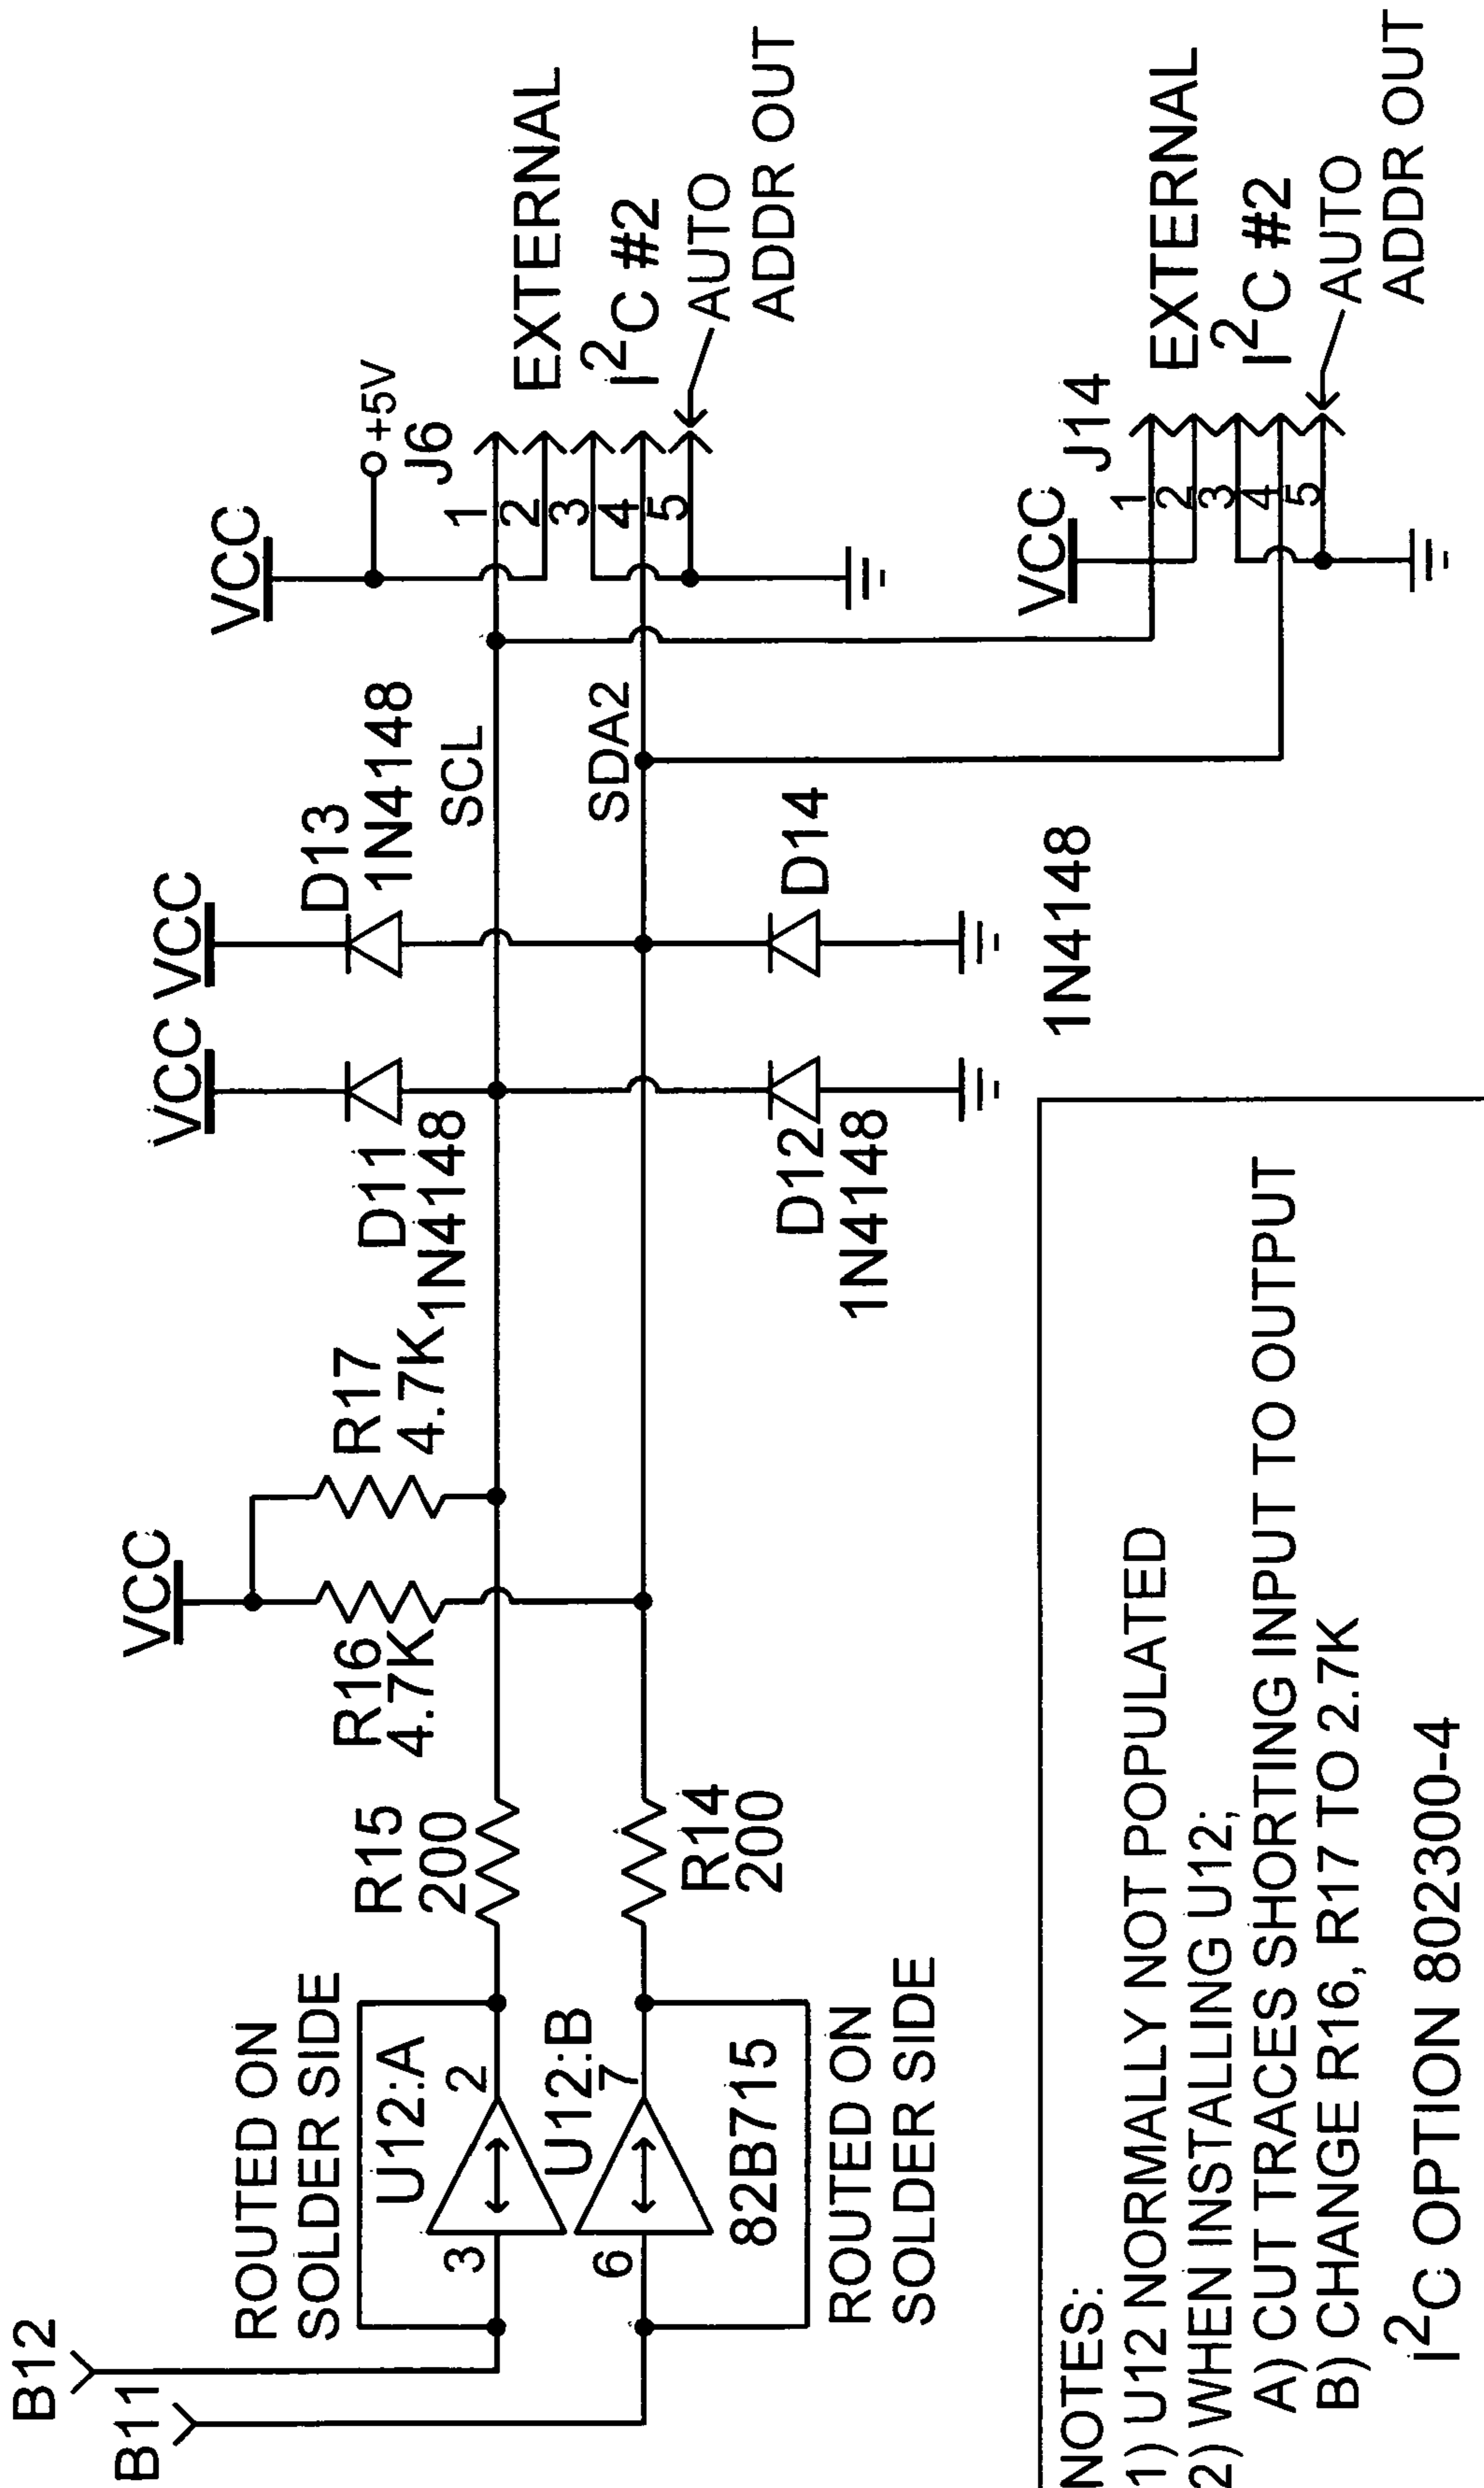 B12
B11
ROUTED ON
SOLDER SIDE
U12:A
3
2
U12:B
6
7
82B715
ROUTED ON
SOLDER SIDE
R15
200
R14
200
VCC
R16
4.7K
R17
4.7K
VCC
D11
1N4148
D12
1N4148
VCC
D13
1N4148
D14
1N4148
SCL
SDA2
VCC
+5V
J6
1
2
3
4
5
EXTERNAL
I²C #2
AUTO
ADDR OUT
VCC
J14
1
2
3
4
5
EXTERNAL
I²C #2
AUTO
ADDR OUT
NOTES:
1) U12 NORMALLY NOT POPULATED
2) WHEN INSTALLING U12;
A) CUT TRACES SHORTING INPUT TO OUTPUT
B) CHANGE R16, R17 TO 2.7K
I²C OPTION 802300-4